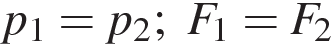 p₁ = p₂; F₁ = F₂